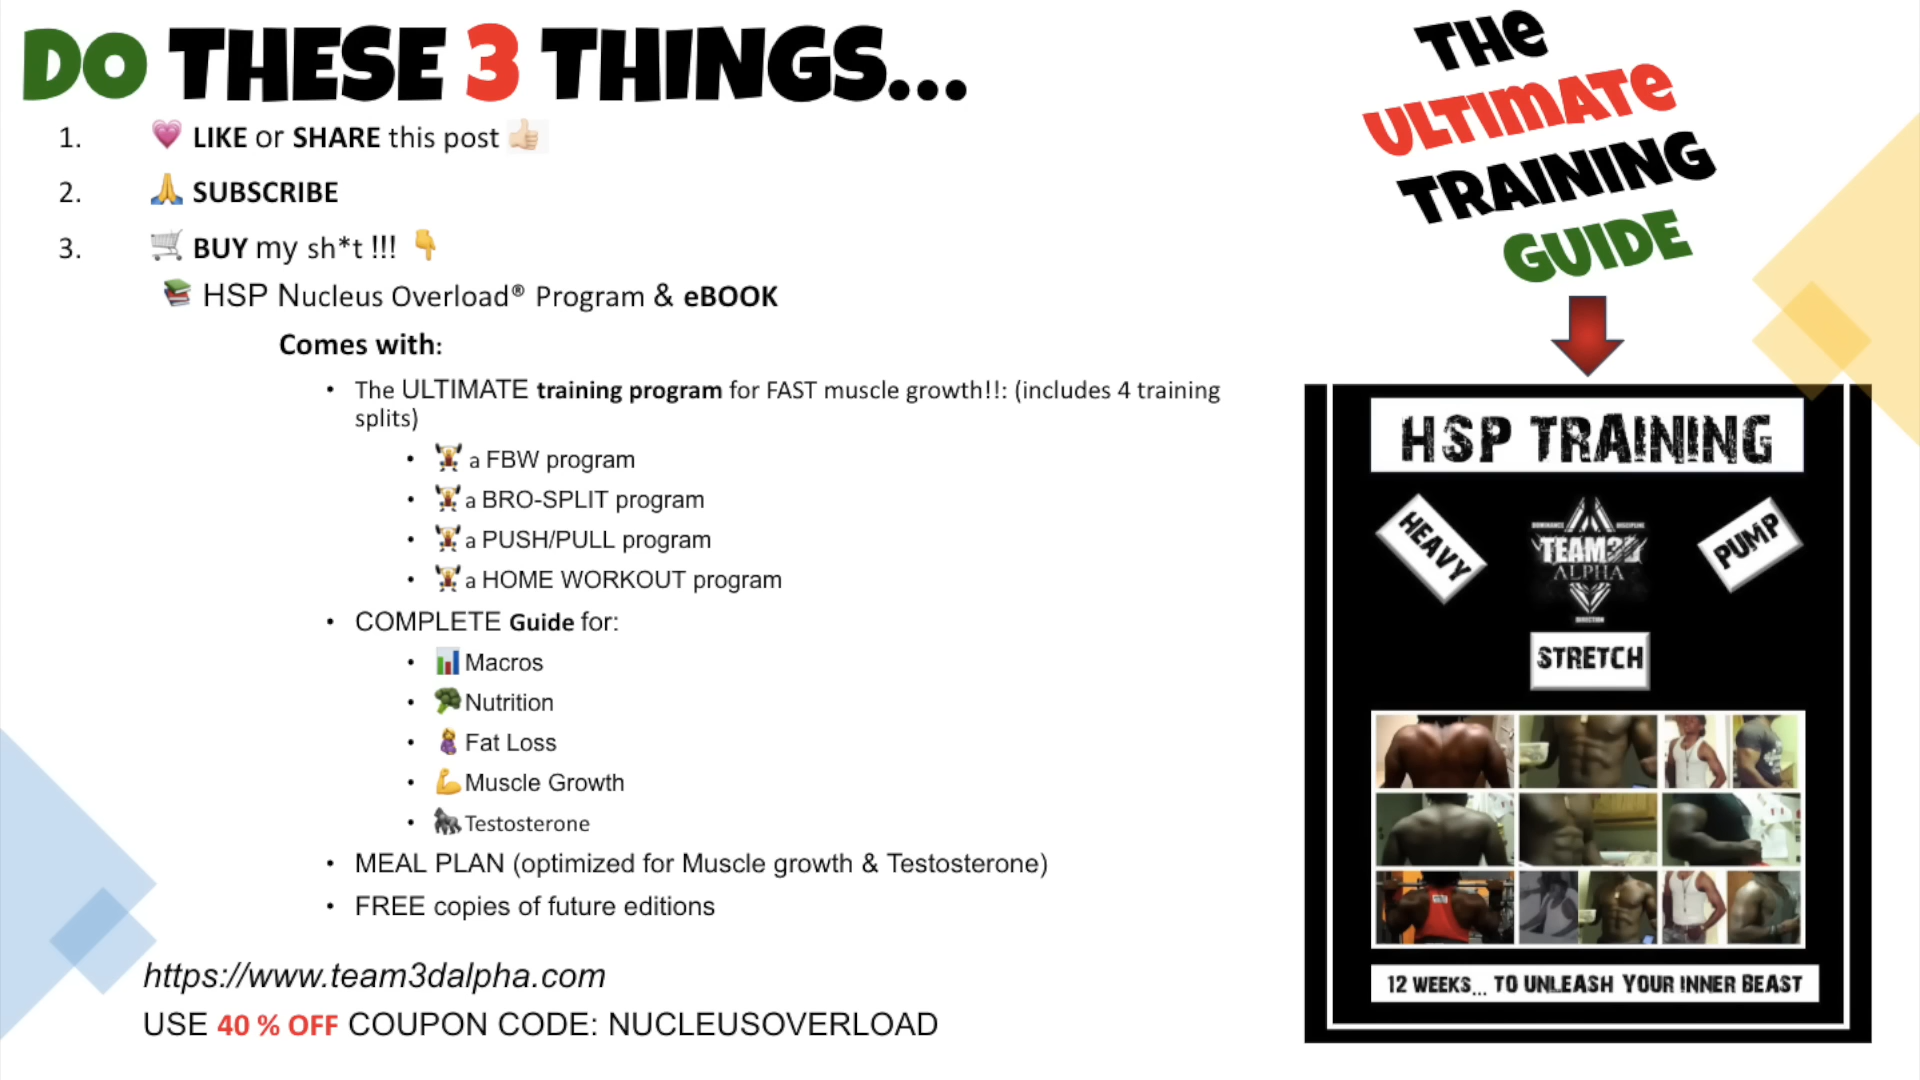 DO THESE 3 THINGS...
1. 💗 LIKE or SHARE this post 👍🏻
2. 🙏 SUBSCRIBE
3. 🛒 BUY my sh*t !!! 👇
📚 HSP Nucleus Overload® Program & eBOOK
Comes with:
• The ULTIMATE training program for FAST muscle growth!!: (includes 4 training
splits)
• 🏋️ a FBW program
• 🏋️ a BRO-SPLIT program
• 🏋️ a PUSH/PULL program
• 🏋️ a HOME WORKOUT program
• COMPLETE Guide for:
• 📊 Macros
• 🥦 Nutrition
• 🤰 Fat Loss
• 💪 Muscle Growth
• 🦍 Testosterone
• MEAL PLAN (optimized for Muscle growth & Testosterone)
• FREE copies of future editions
https://www.team3dalpha.com
USE 40 % OFF COUPON CODE: NUCLEUSOVERLOAD
THe
ULTIMATe
TRAINING
GUIDE
HSP TRAINING
HEAVY
PUMP
DOMINANCE
DISCIPLINE
TEAM3D
ALPHA
DIRECTION
STRETCH
12 WEEKS... TO UNLEASH YOUR INNER BEAST